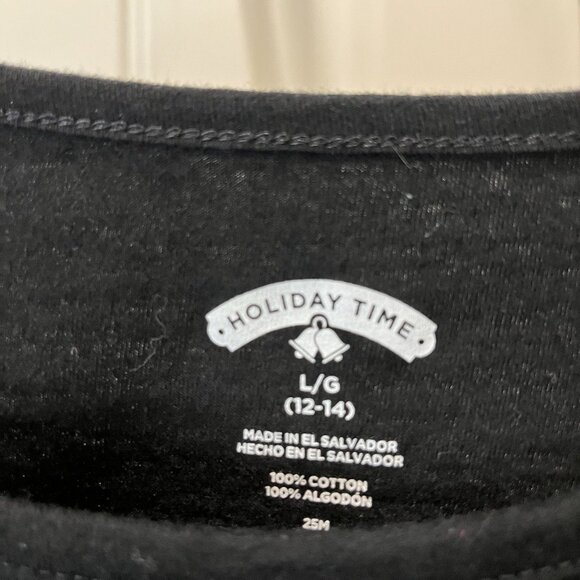 HOLIDAY TIME
L/G
(12-14)
MADE IN EL SALVADOR
HECHO EN EL SALVADOR
100% COTTON
100% ALGODÓN
25M